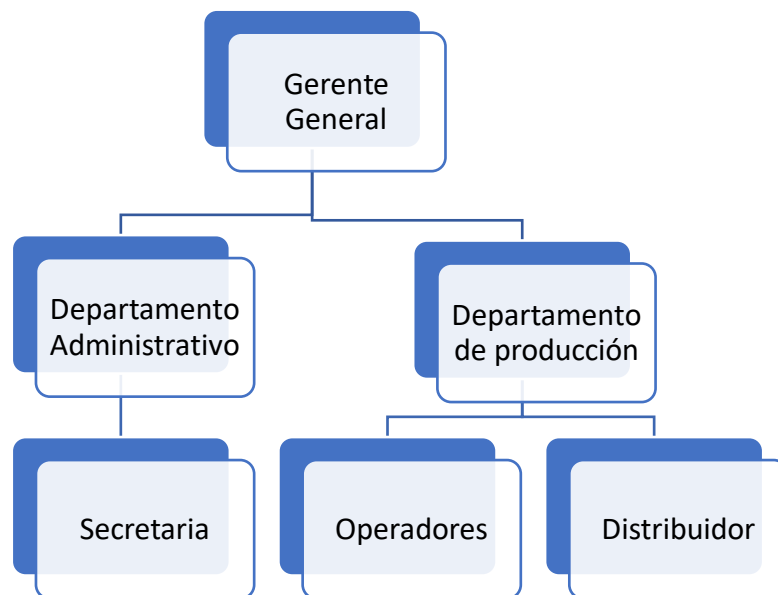 Gerente
General
Departamento
Administrativo
Departamento
de producción
Secretaria
Operadores
Distribuidor